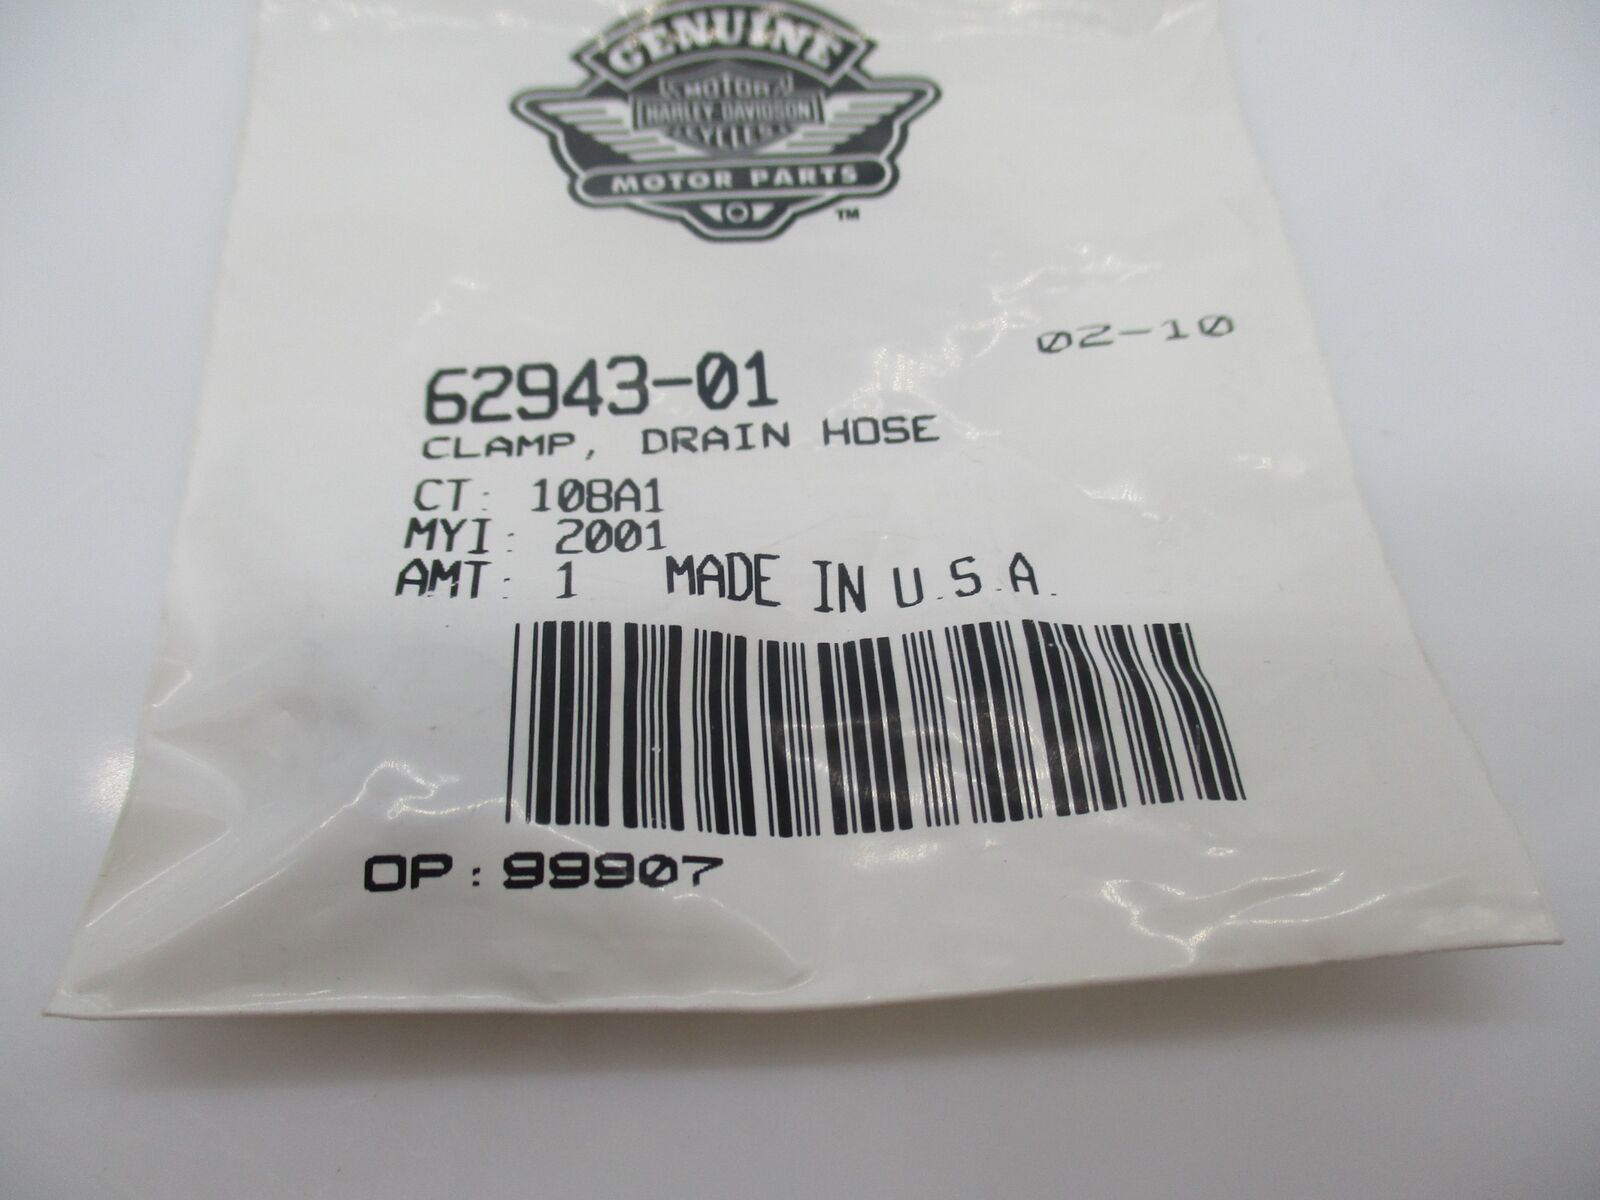 GENUINE
MOTOR
HARLEY-DAVIDSON
CYCLES
MOTOR PARTS
TM
02-10
62943-01
CLAMP, DRAIN HOSE
CT: 108A1
MYI: 2001
AMT: 1 MADE IN U.S.A.
OP: 99907